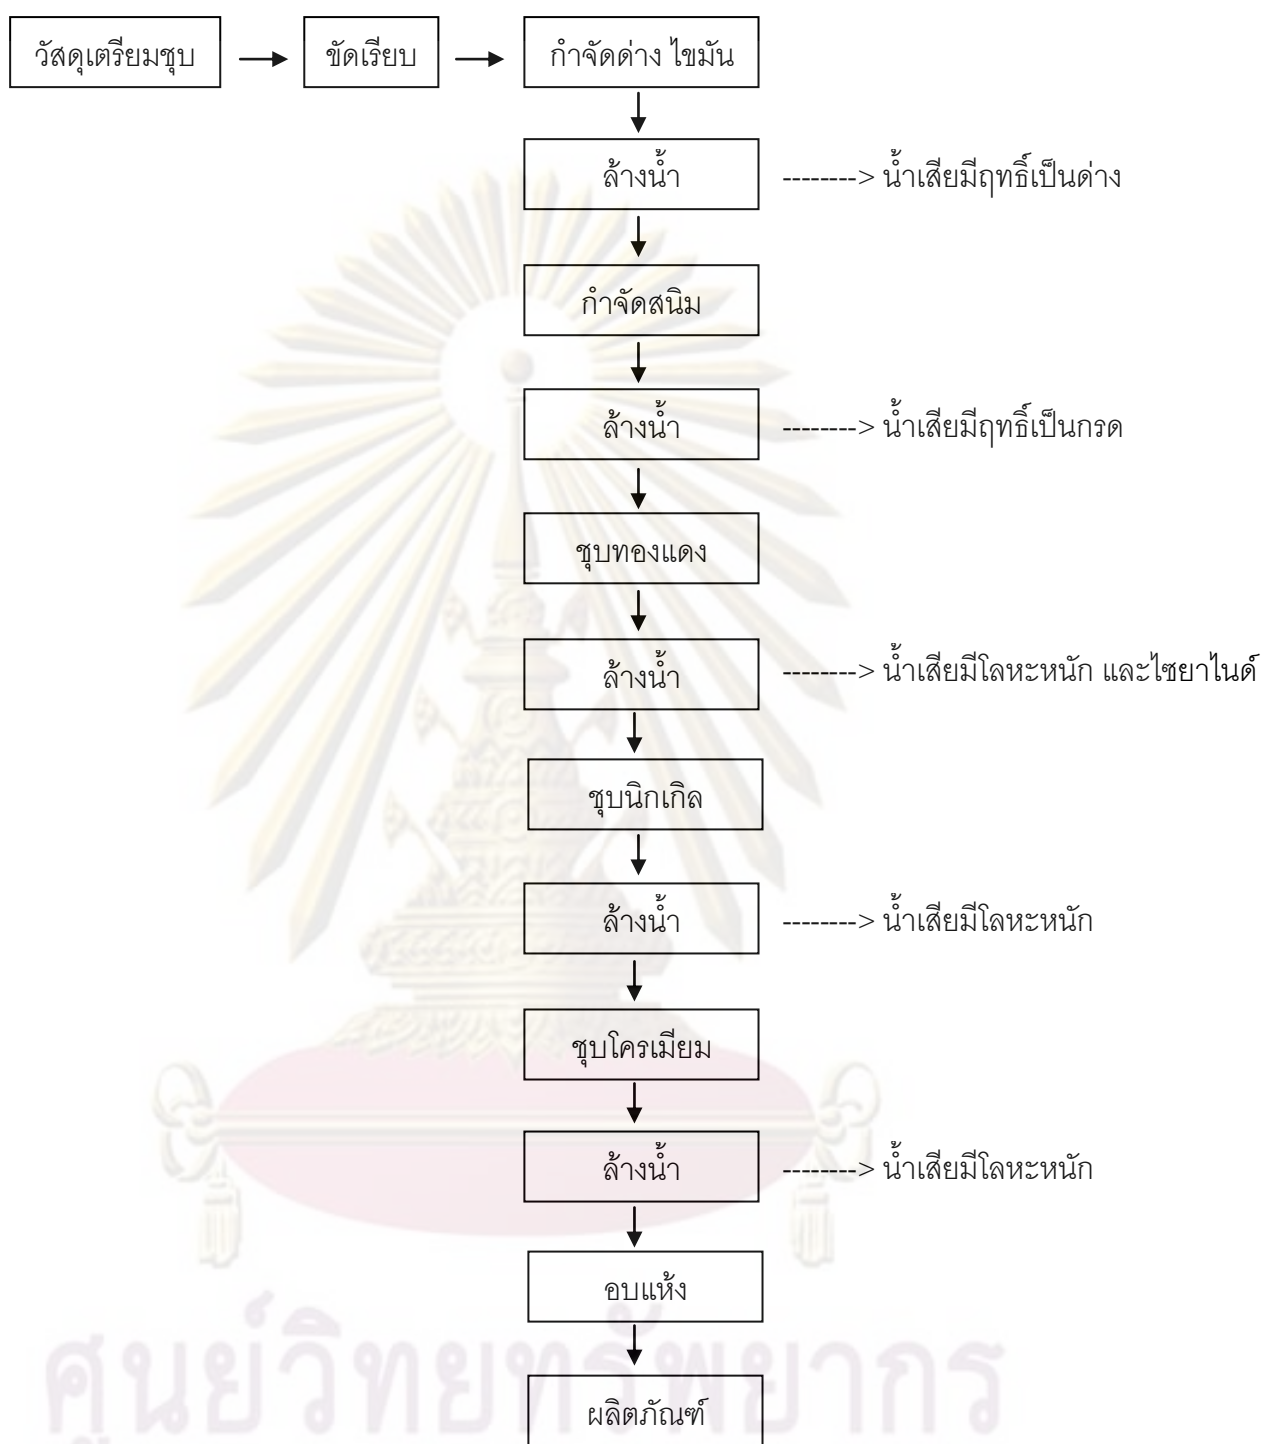 วัสดุเตรียมชุบ ขัดเรียบ กำจัดด่าง ไขมัน
ล้างน้ำ --------> น้ำเสียมีฤทธิ์เป็นด่าง
กำจัดสนิม
ล้างน้ำ --------> น้ำเสียมีฤทธิ์เป็นกรด
ชุบทองแดง
ล้างน้ำ --------> น้ำเสียมีโลหะหนัก และไซยาไนด์
ชุบนิกเกิล
ล้างน้ำ --------> น้ำเสียมีโลหะหนัก
ชุบโครเมียม
ล้างน้ำ --------> น้ำเสียมีโลหะหนัก
อบแห้ง
ศูนย์วิทยทรัพยากร
ผลิตภัณฑ์